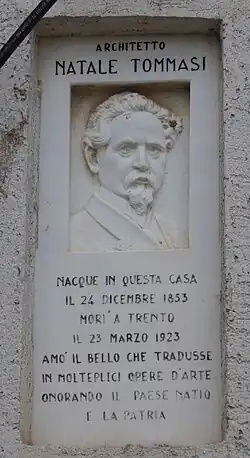 ARCHITETTO
NATALE TOMMASI
NACQUE IN QUESTA CASA
IL 24 DICEMBRE 1853
MORI' A TRENTO
IL 23 MARZO 1923
AMO' IL BELLO CHE TRADUSSE
IN MOLTEPLICI OPERE D'ARTE
ONORANDO IL PAESE NATIO
E LA PATRIA